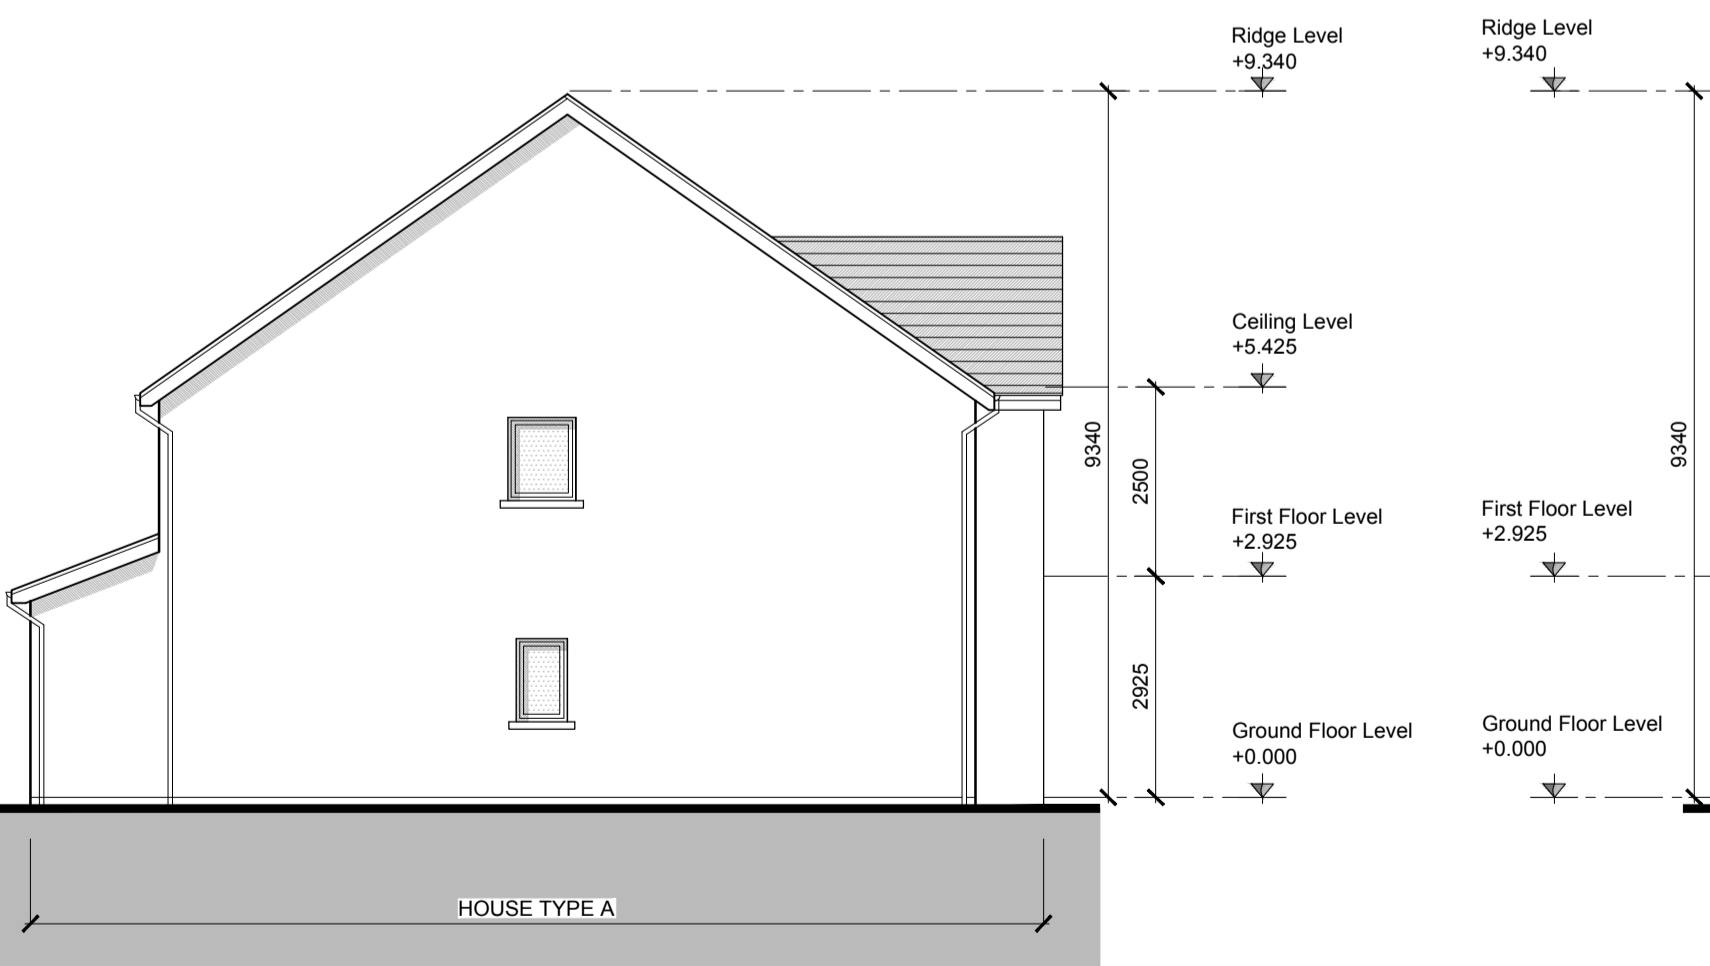 Ridge Level
+9.340
Ridge Level
+9.340
Ceiling Level
+5.425
9340
2500
9340
First Floor Level
+2.925
First Floor Level
+2.925
2925
Ground Floor Level
+0.000
Ground Floor Level
+0.000
HOUSE TYPE A